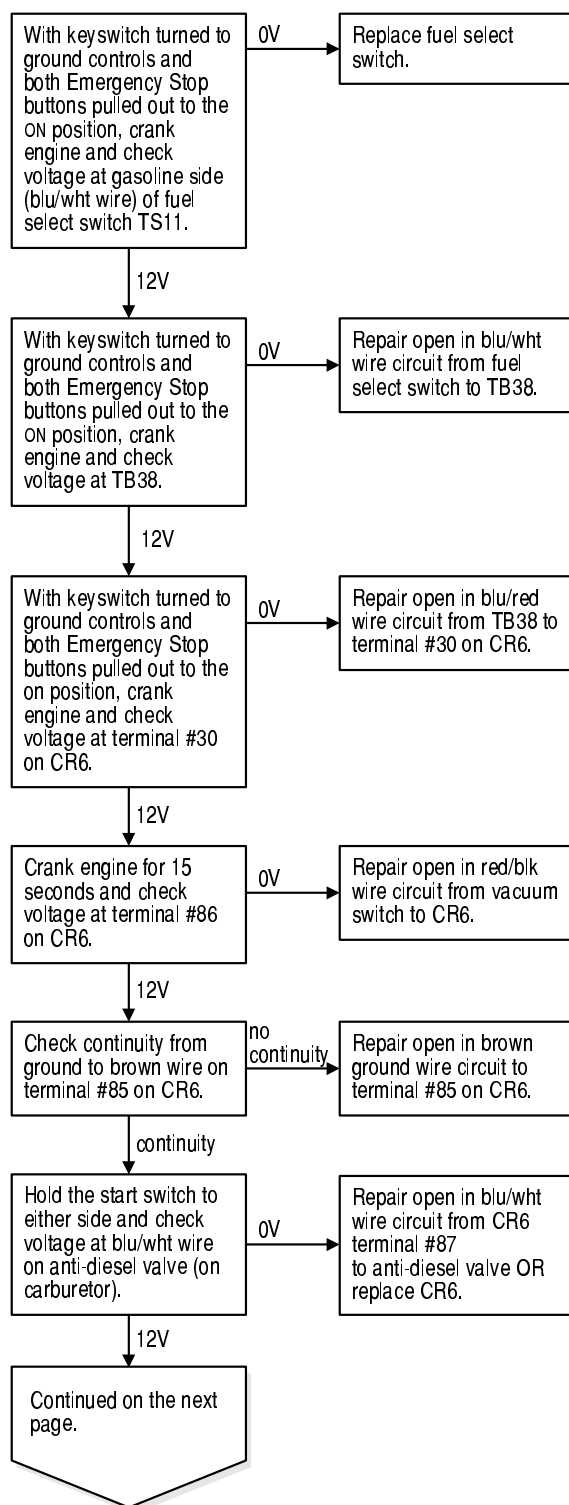 With keyswitch turned to
ground controls and
both Emergency Stop
buttons pulled out to the
ON position, crank
engine and check
voltage at gasoline side
(blu/wht wire) of fuel
select switch TS11.
0V
Replace fuel select
switch.
12V
With keyswitch turned to
ground controls and
both Emergency Stop
buttons pulled out to the
ON position, crank
engine and check
voltage at TB38.
0V
Repair open in blu/wht
wire circuit from fuel
select switch to TB38.
12V
With keyswitch turned to
ground controls and
both Emergency Stop
buttons pulled out to the
on position, crank
engine and check
voltage at terminal #30
on CR6.
0V
Repair open in blu/red
wire circuit from TB38 to
terminal #30 on CR6.
12V
Crank engine for 15
seconds and check
voltage at terminal #86
on CR6.
0V
Repair open in red/blk
wire circuit from vacuum
switch to CR6.
12V
Check continuity from
ground to brown wire on
terminal #85 on CR6.
no
continuity
Repair open in brown
ground wire circuit to
terminal #85 on CR6.
continuity
Hold the start switch to
either side and check
voltage at blu/wht wire
on anti-diesel valve (on
carburetor).
0V
Repair open in blu/wht
wire circuit from CR6
terminal #87
to anti-diesel valve OR
replace CR6.
12V
Continued on the next
page.